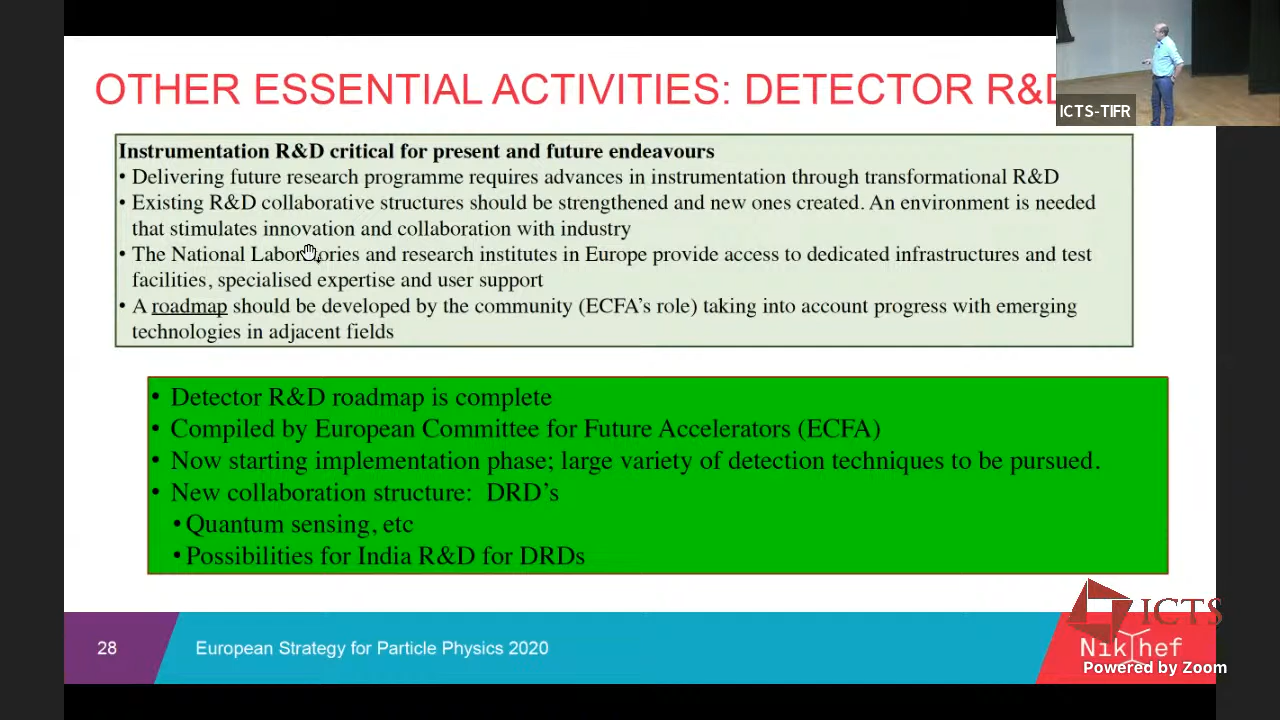 OTHER ESSENTIAL ACTIVITIES: DETECTOR R&D
ICTS-TIFR
Instrumentation R&D critical for present and future endeavours
• Delivering future research programme requires advances in instrumentation through transformational R&D
• Existing R&D collaborative structures should be strengthened and new ones created. An environment is needed
that stimulates innovation and collaboration with industry
• The National Laboratories and research institutes in Europe provide access to dedicated infrastructures and test
facilities, specialised expertise and user support
• A roadmap should be developed by the community (ECFA's role) taking into account progress with emerging
technologies in adjacent fields
• Detector R&D roadmap is complete
• Compiled by European Committee for Future Accelerators (ECFA)
• Now starting implementation phase; large variety of detection techniques to be pursued.
• New collaboration structure: DRD's
• Quantum sensing, etc
• Possibilities for India R&D for DRDs
ICTS
28
European Strategy for Particle Physics 2020
Nikhef
Powered by Zoom